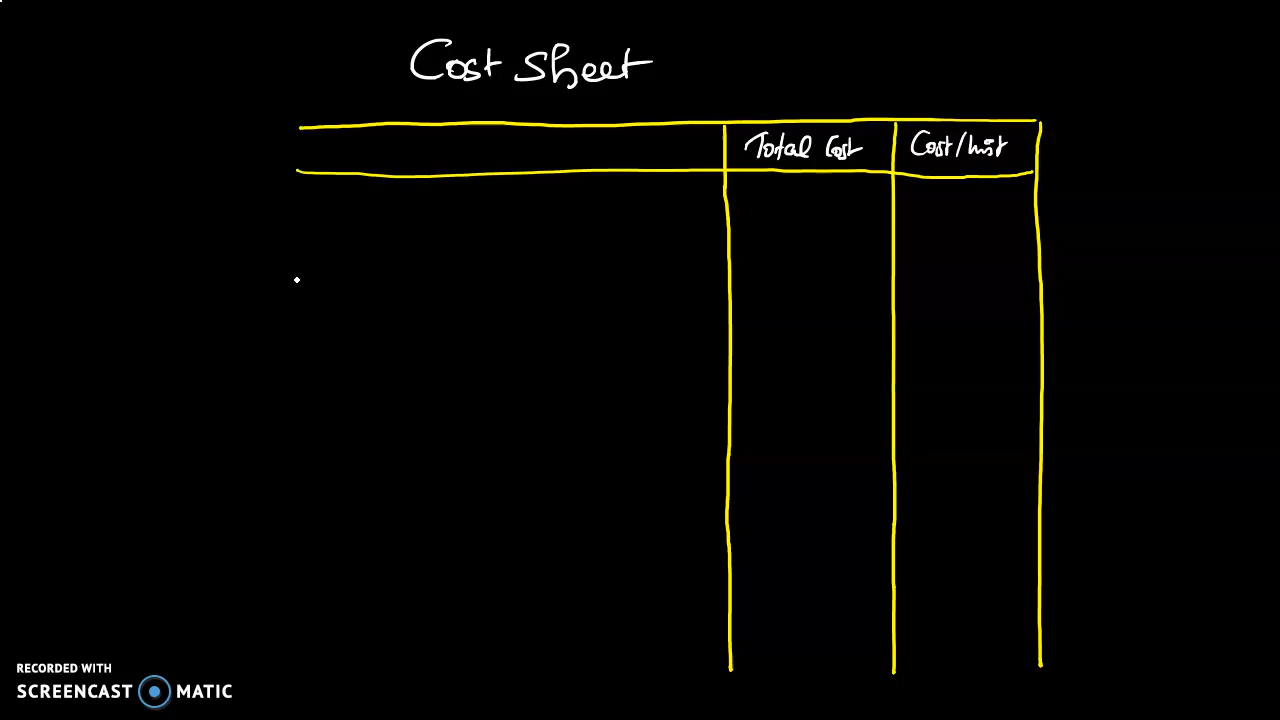 Cost Sheet
Total Cost
Cost/Unit
RECORDED WITH
SCREENCAST MATIC